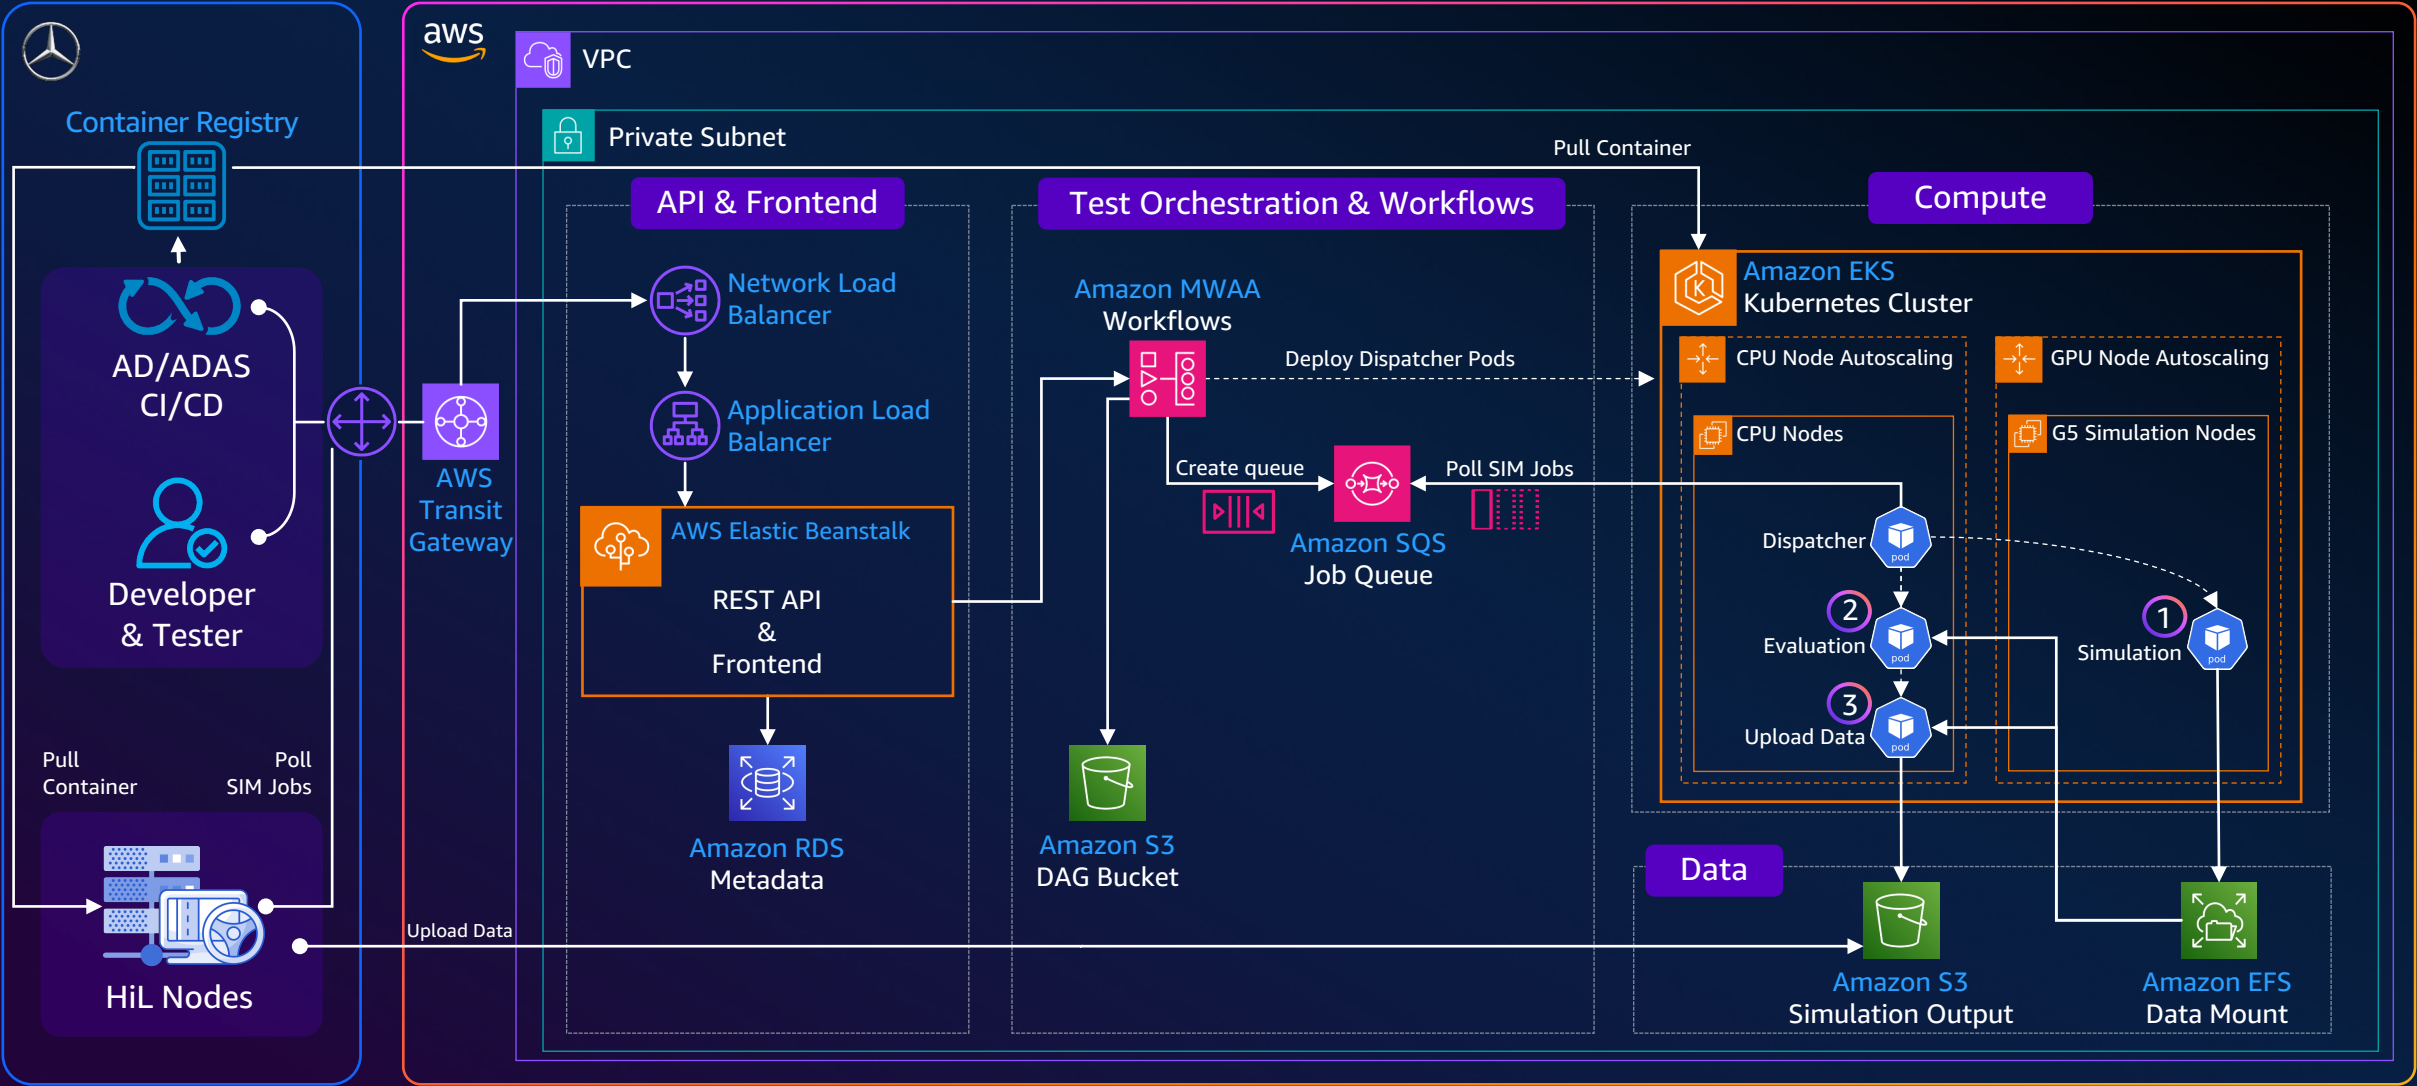 aws
VPC
Container Registry
Private Subnet
Pull Container
API & Frontend
Test Orchestration & Workflows
Compute
Network Load
Balancer
Amazon MWAA
Workflows
Amazon EKS
Kubernetes Cluster
K
AD/ADAS
CI/CD
Deploy Dispatcher Pods
CPU Node Autoscaling
GPU Node Autoscaling
Application Load
Balancer
CPU Nodes
G5 Simulation Nodes
AWS
Transit
Gateway
Create queue
Poll SIM Jobs
AWS Elastic Beanstalk
Amazon SQS
Job Queue
Dispatcher
pod
Developer
& Tester
REST API
&
Frontend
2
Evaluation
pod
1
Simulation
pod
3
Upload Data
pod
Pull
Container
Poll
SIM Jobs
Amazon RDS
Metadata
Amazon S3
DAG Bucket
Data
Upload Data
HiL Nodes
Amazon S3
Simulation Output
Amazon EFS
Data Mount